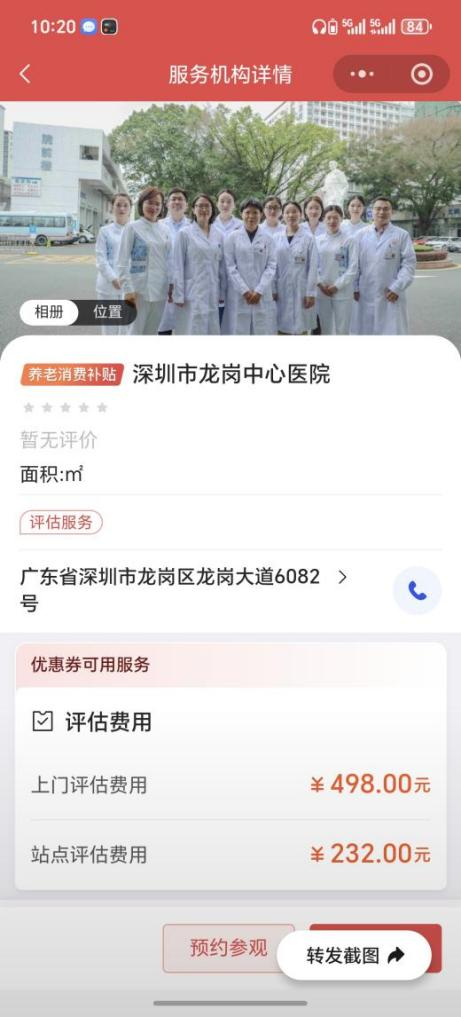 10:20
5G 5G 84
服务机构详情
相册 位置
养老消费补贴 深圳市龙岗中心医院
暂无评价
面积:㎡
评估服务
广东省深圳市龙岗区龙岗大道6082
号
优惠券可用服务
评估费用
上门评估费用 ¥498.00元
站点评估费用 ¥232.00元
预约参观
转发截图